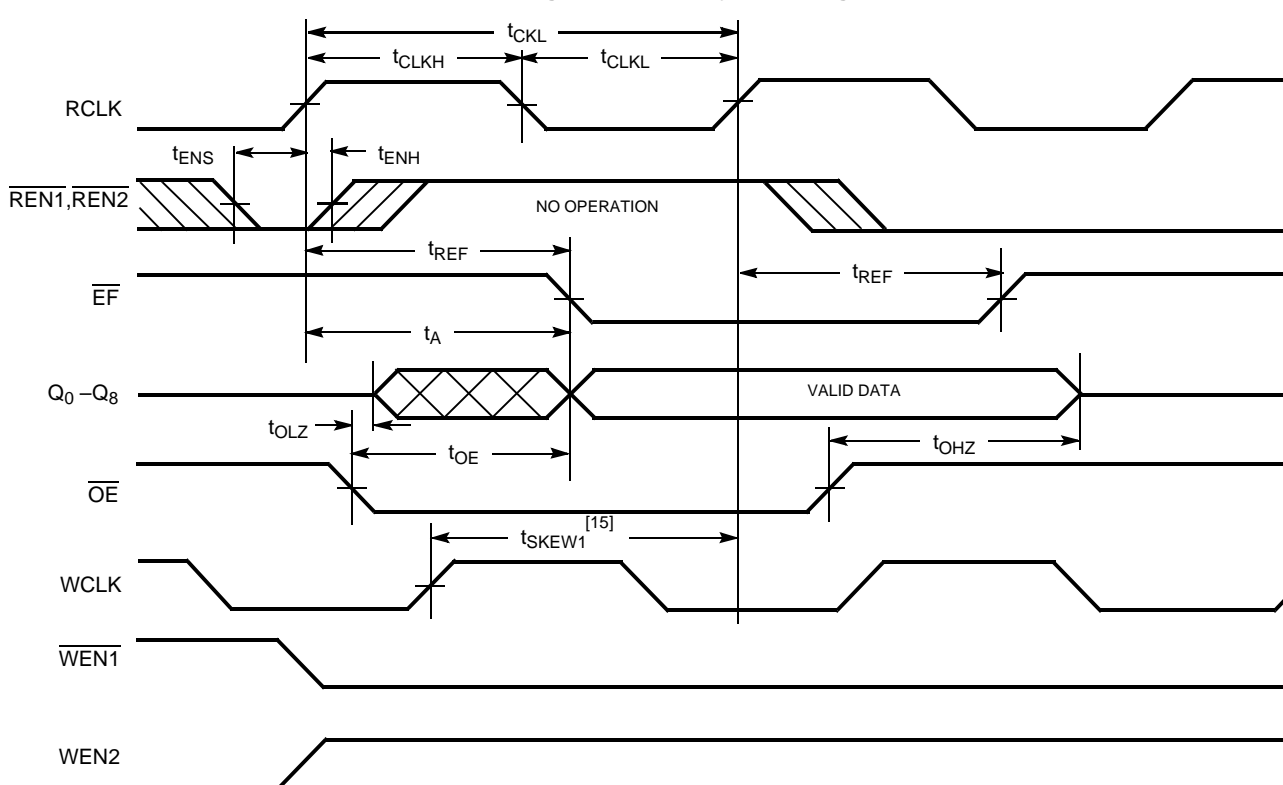 tCKL
tCLKH tCLKL
RCLK
tENS tENH
REN1,REN2
NO OPERATION
tREF
tREF
EF
tA
Q0 –Q8
VALID DATA
tOLZ
tOE
tOHZ
OE
[15]
tSKEW1
WCLK
WEN1
WEN2